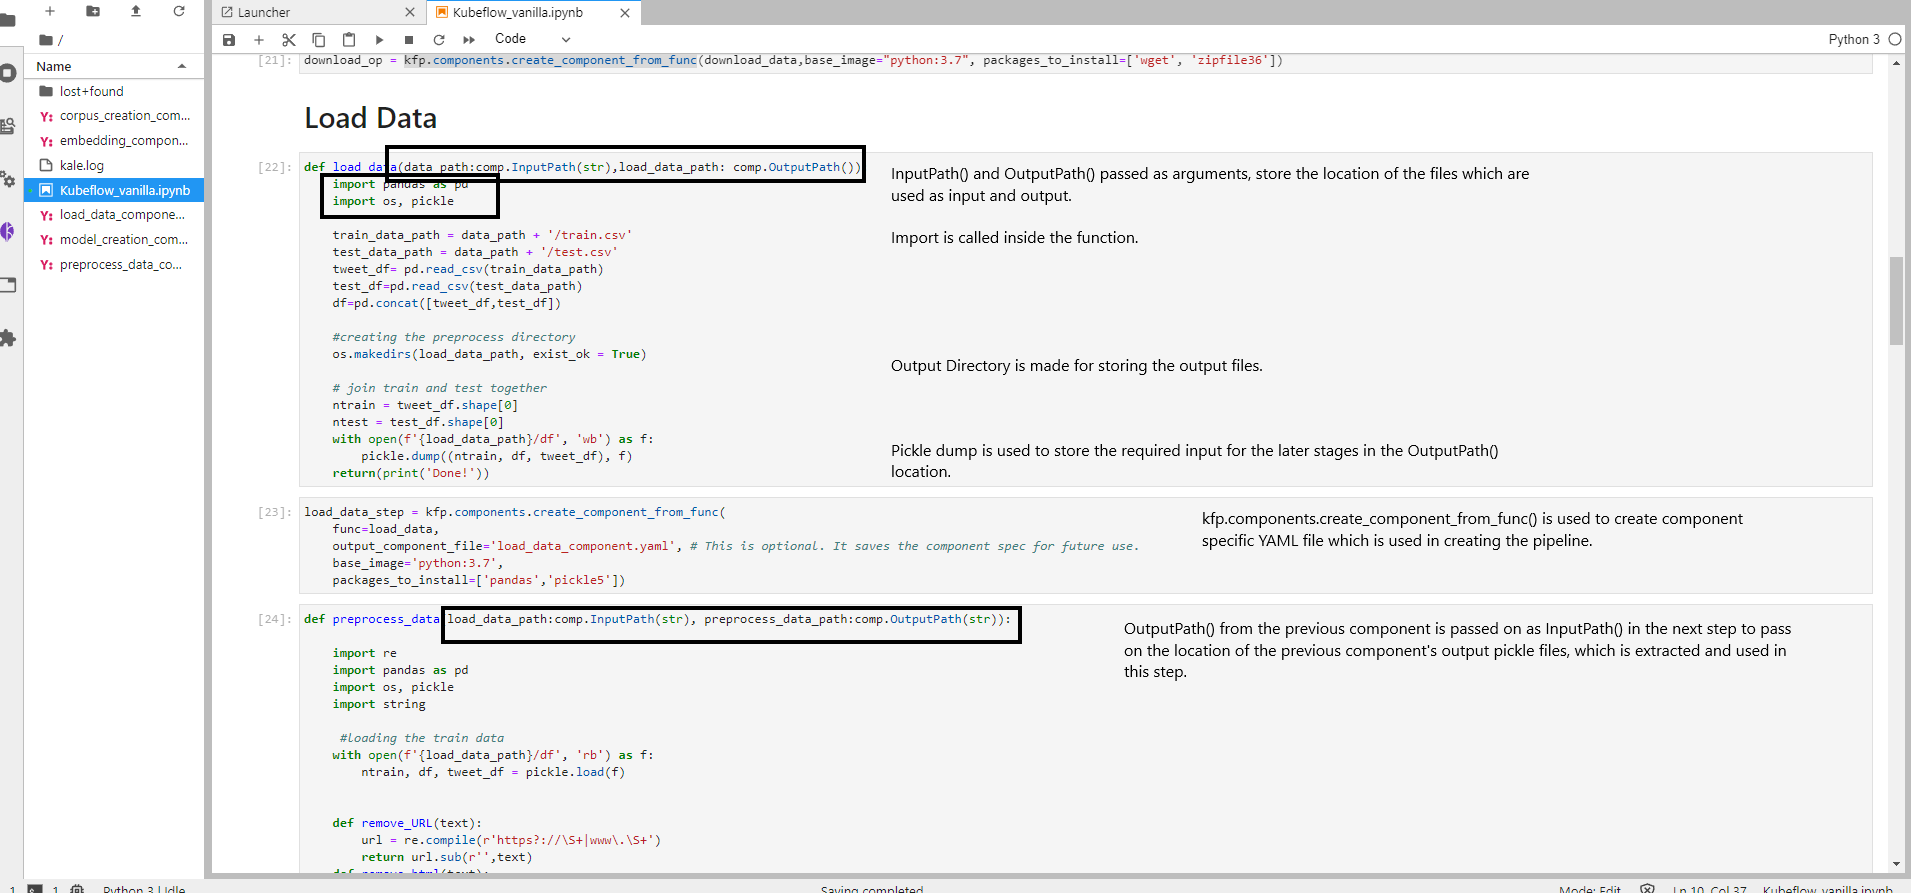 Launcher
Kubeflow_vanilla.ipynb
Code
Python 3
/
Name
lost+found
corpus_creation_com...
embedding_compon...
kale.log
Kubeflow_vanilla.ipynb
load_data_compone...
model_creation_com...
preprocess_data_co...
[21]: download_op = kfp.components.create_component_from_func(download_data,base_image="python:3.7", packages_to_install=['wget', 'zipfile36'])
Load Data
[22]: def load_data(data_path:comp.InputPath(str),load_data_path: comp.OutputPath())
import pandas as pd
import os, pickle
train_data_path = data_path + '/train.csv'
test_data_path = data_path + '/test.csv'
tweet_df= pd.read_csv(train_data_path)
test_df=pd.read_csv(test_data_path)
df=pd.concat([tweet_df,test_df])
#creating the preprocess directory
os.makedirs(load_data_path, exist_ok = True)
# join train and test together
ntrain = tweet_df.shape[0]
ntest = test_df.shape[0]
with open(f'{load_data_path}/df', 'wb') as f:
pickle.dump((ntrain, df, tweet_df), f)
return(print('Done!'))
InputPath() and OutputPath() passed as arguments, store the location of the files which are
used as input and output.
Import is called inside the function.
Output Directory is made for storing the output files.
Pickle dump is used to store the required input for the later stages in the OutputPath()
location.
[23]: load_data_step = kfp.components.create_component_from_func(
func=load_data,
output_component_file='load_data_component.yaml', # This is optional. It saves the component spec for future use.
base_image='python:3.7',
packages_to_install=['pandas','pickle5'])
kfp.components.create_component_from_func() is used to create component
specific YAML file which is used in creating the pipeline.
[24]: def preprocess_data load_data_path:comp.InputPath(str), preprocess_data_path:comp.OutputPath(str)):
import re
import pandas as pd
import os, pickle
import string
#loading the train data
with open(f'{load_data_path}/df', 'rb') as f:
ntrain, df, tweet_df = pickle.load(f)
def remove_URL(text):
url = re.compile(r'https?://\S+|www\.\S+')
return url.sub(r'',text)
def remove_html(text):
OutputPath() from the previous component is passed on as InputPath() in the next step to pass
on the location of the previous component's output pickle files, which is extracted and used in
this step.
1 1 Python 3 | Idle
Saving completed
Mode: Edit Ln 10, Col 37 Kubeflow_vanilla.ipynb